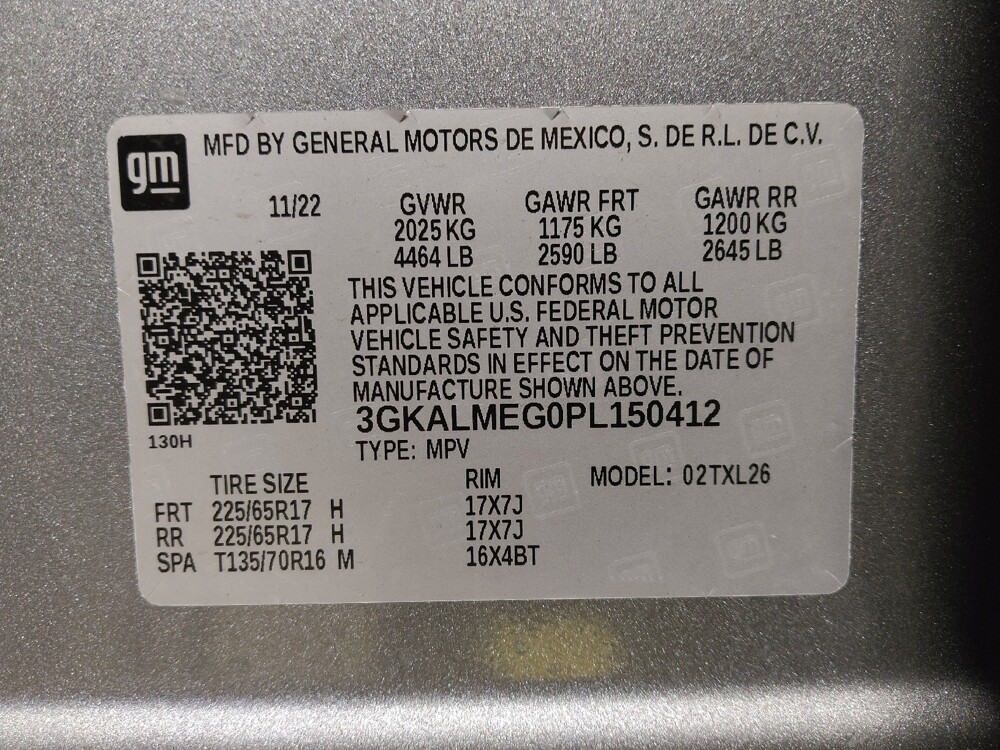 gm
MFD BY GENERAL MOTORS DE MEXICO, S. DE R.L. DE C.V.
11/22 GVWR GAWR FRT GAWR RR
2025 KG 1175 KG 1200 KG
4464 LB 2590 LB 2645 LB
THIS VEHICLE CONFORMS TO ALL
APPLICABLE U.S. FEDERAL MOTOR
VEHICLE SAFETY AND THEFT PREVENTION
STANDARDS IN EFFECT ON THE DATE OF
MANUFACTURE SHOWN ABOVE.
3GKALMEG0PL150412
130H
TYPE: MPV
TIRE SIZE RIM MODEL: 02TXL26
FRT 225/65R17 H 17X7J
RR 225/65R17 H 17X7J
SPA T135/70R16 M 16X4BT